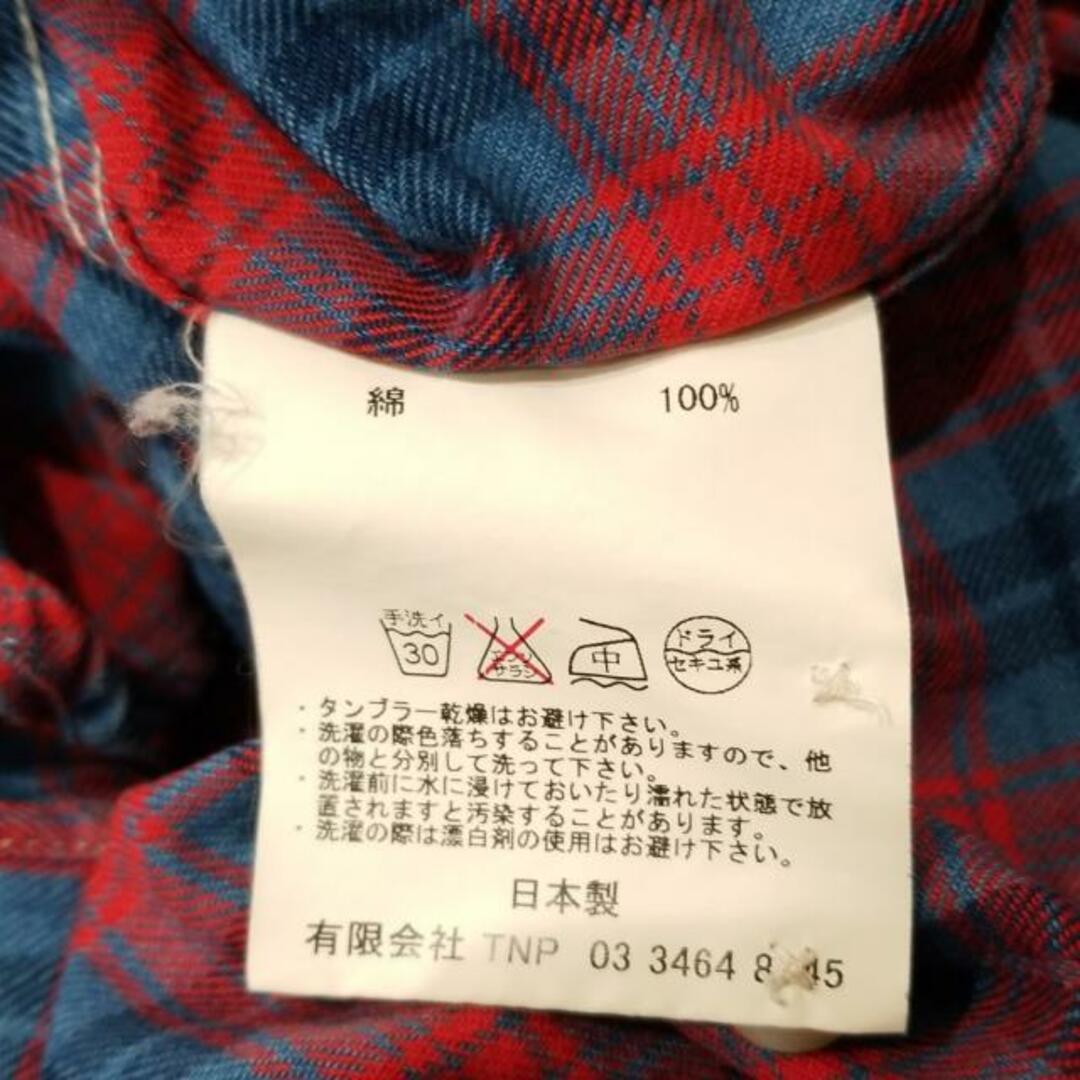 綿 100%
手洗イ
30
エンソ
サラシ
中
ドライ
セキユ系
・タンブラー乾燥はお避け下さい。
・洗濯の際色落ちすることがありますので、他
の物と分別して洗って下さい。
・洗濯前に水に浸けておいたり濡れた状態で放
置されますと汚染することがあります。
・洗濯の際は漂白剤の使用はお避け下さい。
日本製
有限会社 TNP 03 3464